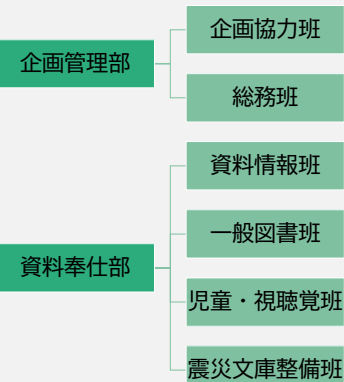 企画管理部
企画協力班
総務班
資料奉仕部
資料情報班
一般図書班
児童・視聴覚班
震災文庫整備班